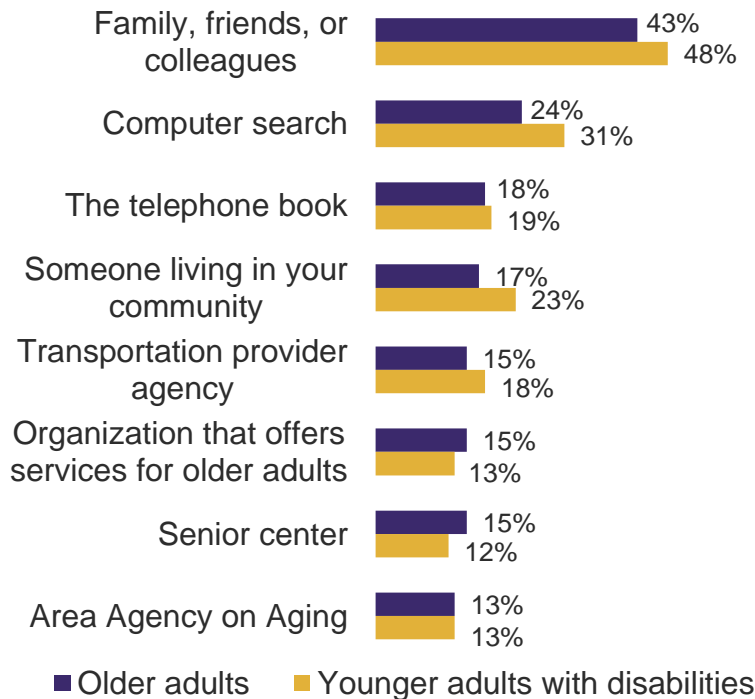 Family, friends, or
colleagues
43%
48%
Computer search
24%
31%
The telephone book
18%
19%
Someone living in your
community
17%
23%
Transportation provider
agency
15%
18%
Organization that offers
services for older adults
15%
13%
Senior center
15%
12%
Area Agency on Aging
13%
13%
Older adults
Younger adults with disabilities